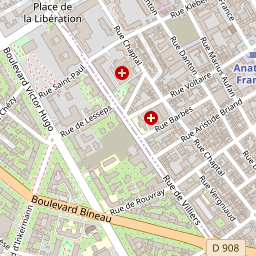 Place de
la Libération
Rue Kleber
Rue Chaptal
Rue Danton
Rue Marius Aufan
Anat
Fran
Rue Voltaire
Rue Saint-Paul
Boulevard Victor Hugo
Rue de Lesseps
Rue Barbès
Rue Aristide Briand
Rue Chaptal
Rue Vergniaud
Rue de Villiers
Rue de Rouvray
Boulevard Bineau
d'Inkermann
D 908